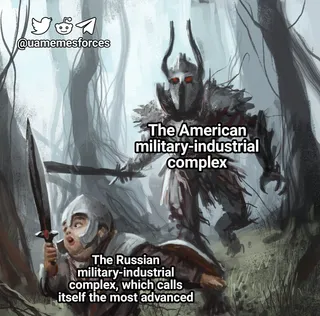 @uamemesforces
The American
military-industrial
complex
The Russian
military-industrial
complex, which calls
itself the most advanced